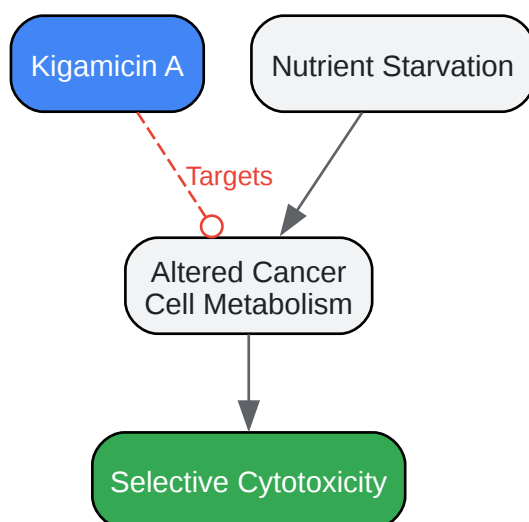 Kigamicin A
Nutrient Starvation
Targets
Altered Cancer
Cell Metabolism
Selective Cytotoxicity